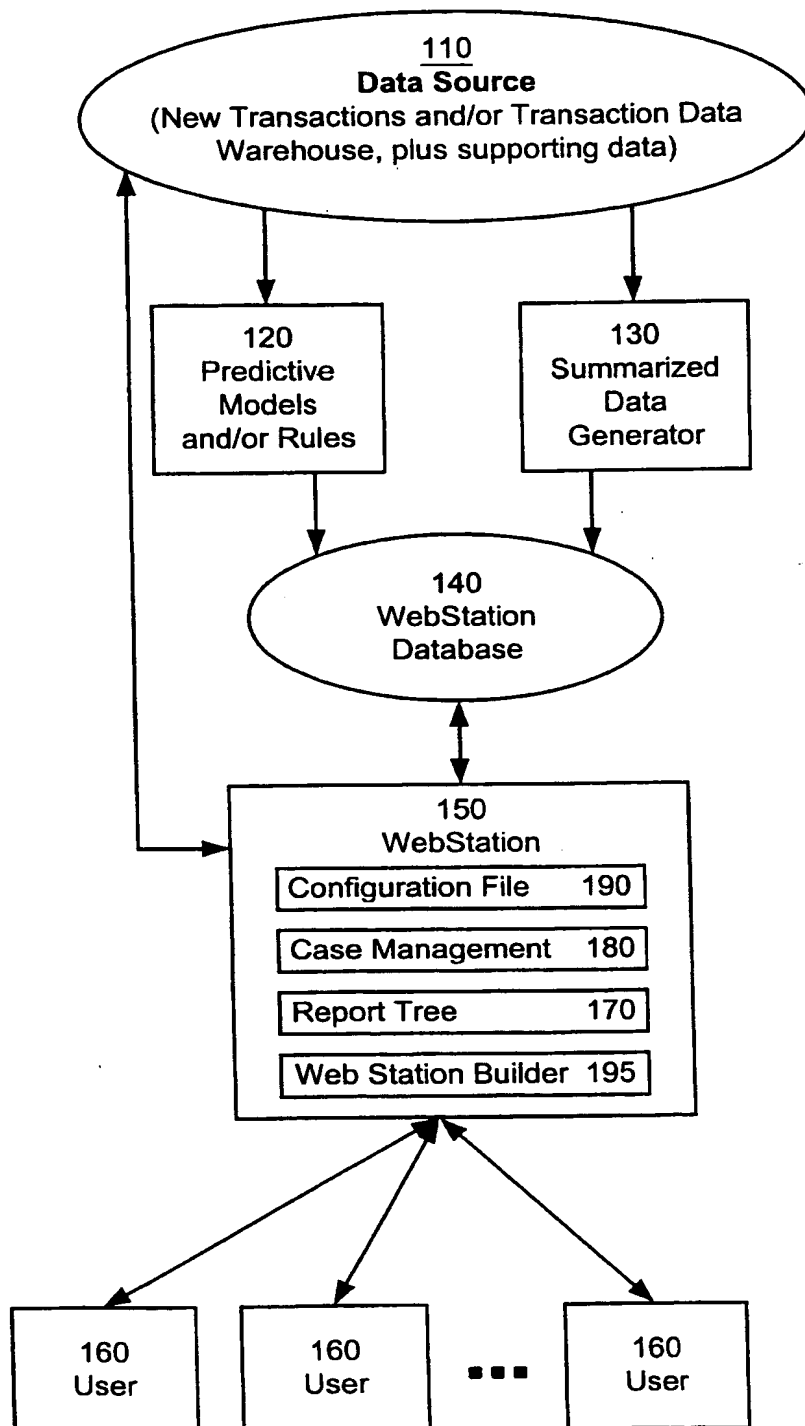 110
Data Source
(New Transactions and/or Transaction Data
Warehouse, plus supporting data)
120
Predictive
Models
and/or Rules
130
Summarized
Data
Generator
140
WebStation
Database
150
WebStation
Configuration File 190
Case Management 180
Report Tree 170
Web Station Builder 195
160
User
160
User
160
User